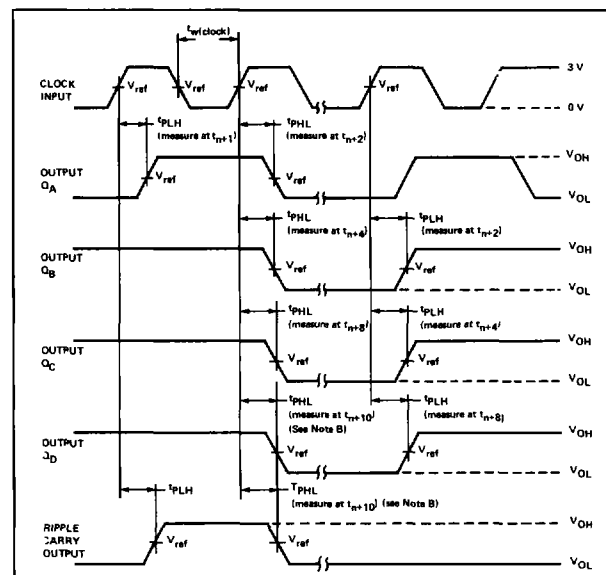 tw(clock)
CLOCK
INPUT
Vref
Vref
Vref
Vref
3 V
0 V
tPLH
(measure at tn+1)
tPHL
(measure at tn+2)
OUTPUT
QA
Vref
Vref
VOH
VOL
tPHL
(measure at tn+4)
tPLH
(measure at tn+2)
OUTPUT
QB
Vref
Vref
VOH
VOL
tPHL
(measure at tn+8)
tPLH
(measure at tn+4)
OUTPUT
QC
Vref
Vref
VOH
VOL
tPHL
(measure at tn+10)
(See Note B)
tPLH
(measure at tn+8)
OUTPUT
QD
Vref
Vref
VOH
VOL
tPLH
TPHL
(measure at tn+10) (see Note B)
RIPPLE
CARRY
OUTPUT
Vref
Vref
VOH
VOL